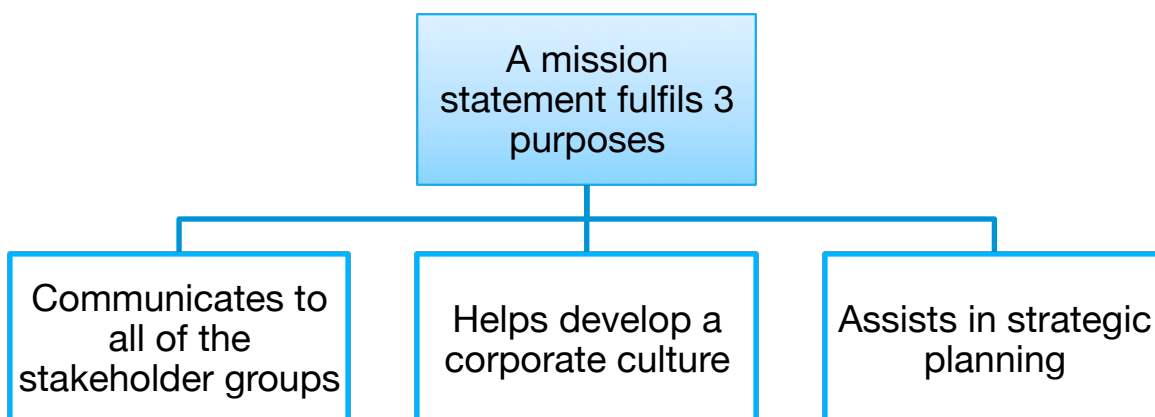 A mission
statement fulfils 3
purposes
Communicates to
all of the
stakeholder groups
Helps develop a
corporate culture
Assists in strategic
planning